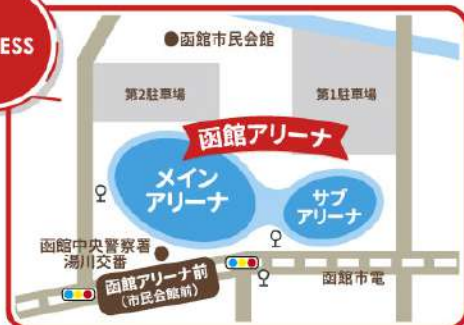 ESS
●函館市民会館
第2駐車場
第1駐車場
函館アリーナ
メイン
アリーナ
サブ
アリーナ
函館中央警察署
湯川交番
函館アリーナ前
(市民会館前)
函館市電